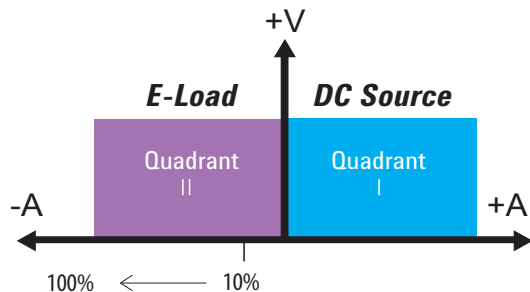 +V
E-Load
DC Source
Quadrant
II
Quadrant
I
-A
+A
100%
10%